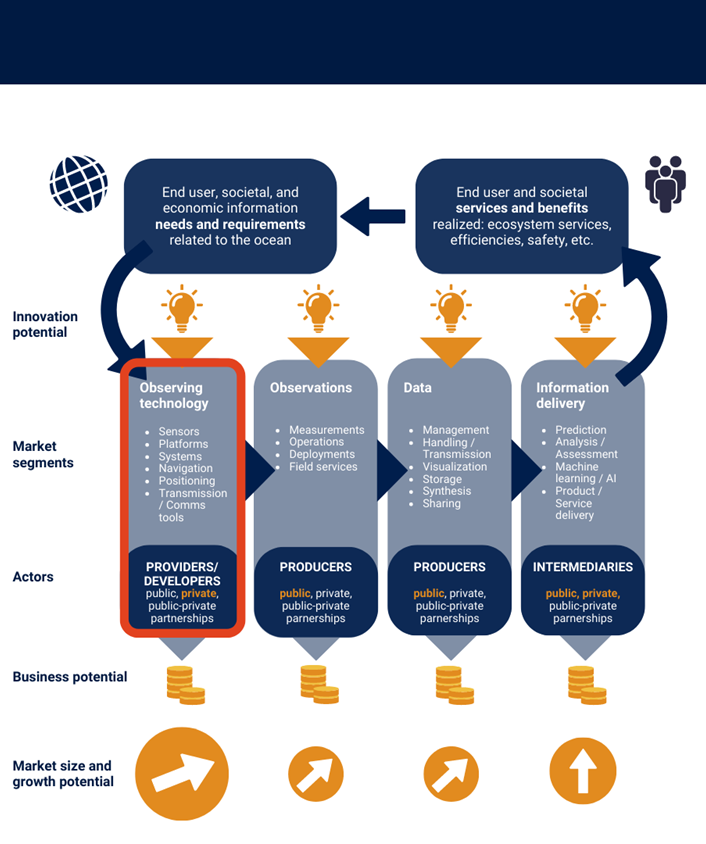 End user, societal, and
economic information
needs and requirements
related to the ocean
End user and societal
services and benefits
realized: ecosystem services,
efficiencies, safety, etc.
Innovation
potential
Market
segments
Observing
technology
• Sensors
• Platforms
• Systems
• Navigation
• Positioning
• Transmission
/ Comms
tools
Observations
• Measurements
• Operations
• Deployments
• Field services
Data
• Management
• Handling /
Transmission
• Visualization
• Storage
• Synthesis
• Sharing
Information
delivery
• Prediction
• Analysis /
Assessment
• Machine
learning / AI
• Product /
Service
delivery
Actors
PROVIDERS/
DEVELOPERS
public, private,
public-private
partnerships
PRODUCERS
public, private,
public-private
parnerships
PRODUCERS
public, private,
public-private
parnerships
INTERMEDIARIES
public, private,
public-private
parnerships
Business potential
Market size and
growth potential